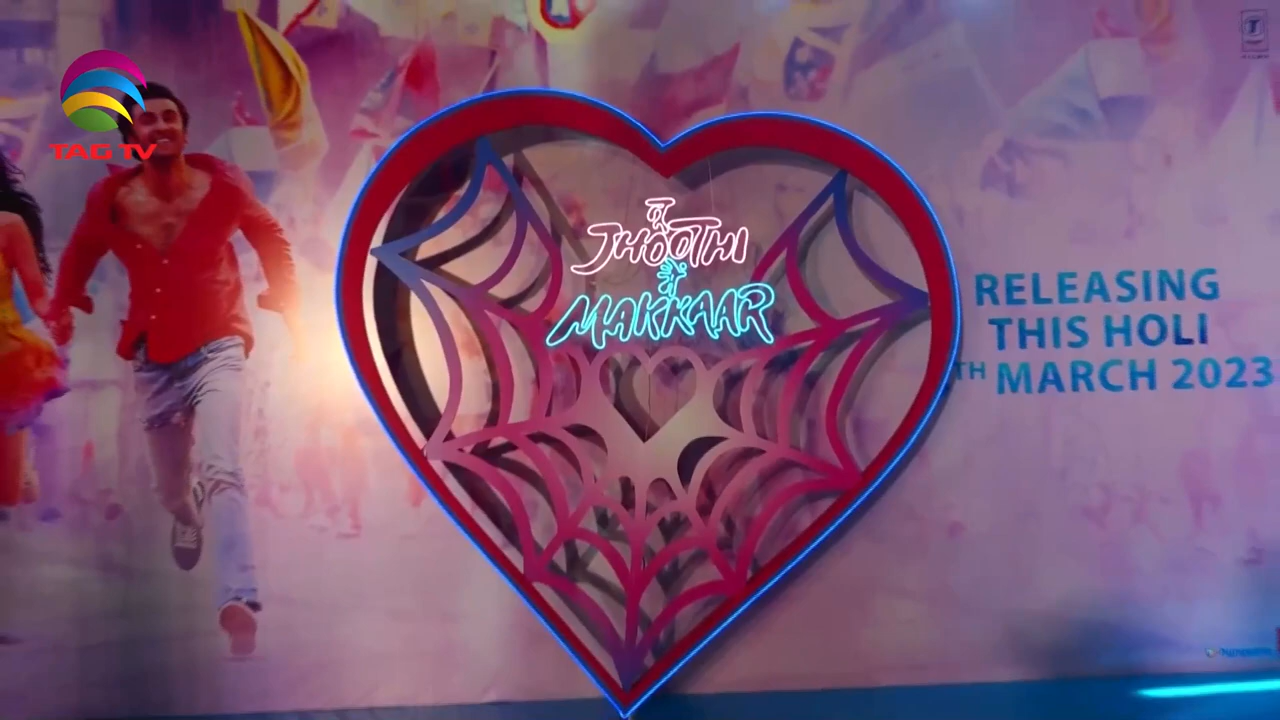 TAG TV
तू
JHOOTHI
मैं
MAKKAAR
RELEASING
THIS HOLI
TH MARCH 2023